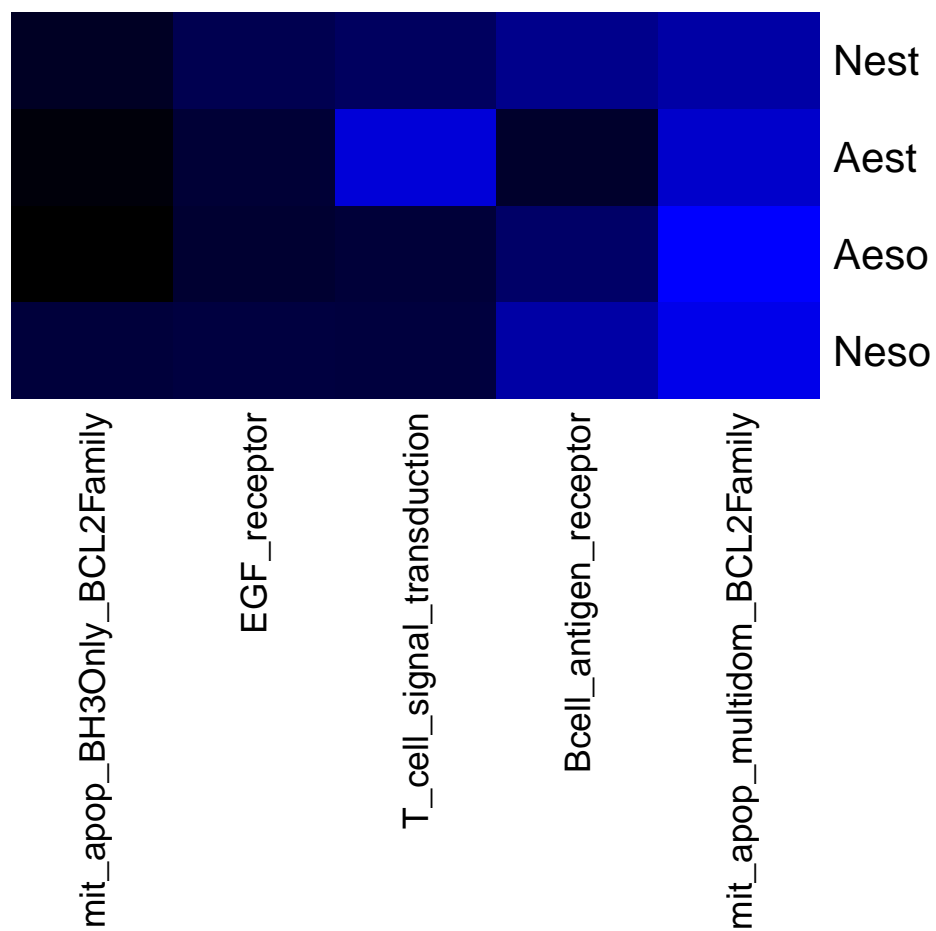 Nest
Aest
Aeso
Neso
mit_apop_BH3Only_BCL2Family
EGF_receptor
T_cell_signal_transduction
Bcell_antigen_receptor
mit_apop_multidom_BCL2Family